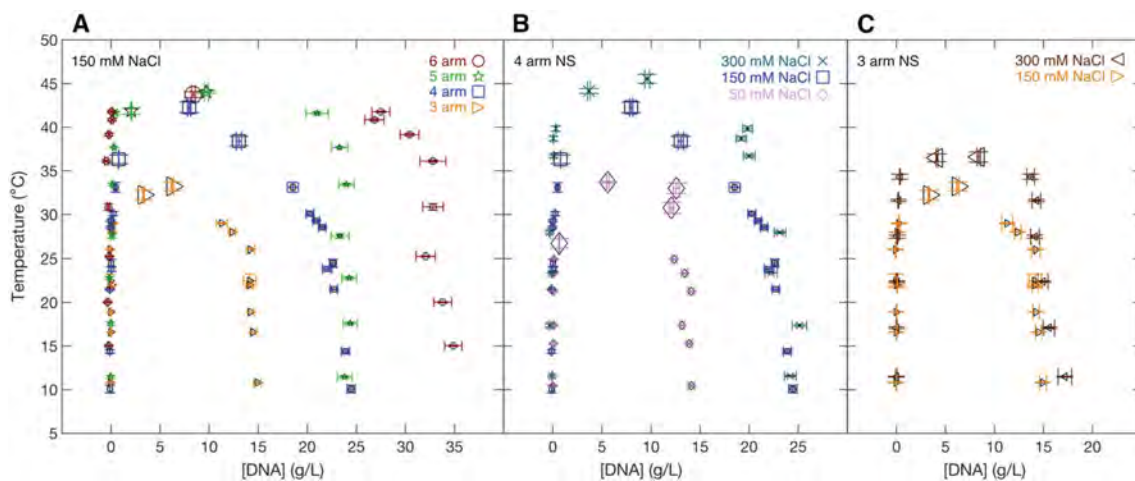 A
B
C
150 mM NaCl
6 arm
5 arm
4 arm
3 arm
4 arm NS
300 mM NaCl
150 mM NaCl
50 mM NaCl
3 arm NS
300 mM NaCl
150 mM NaCl
Temperature (°C)
50
45
40
35
30
25
20
15
10
5
0 5 10 15 20 25 30 35
0 5 10 15 20 25
0 5 10 15 20
[DNA] (g/L)
[DNA] (g/L)
[DNA] (g/L)